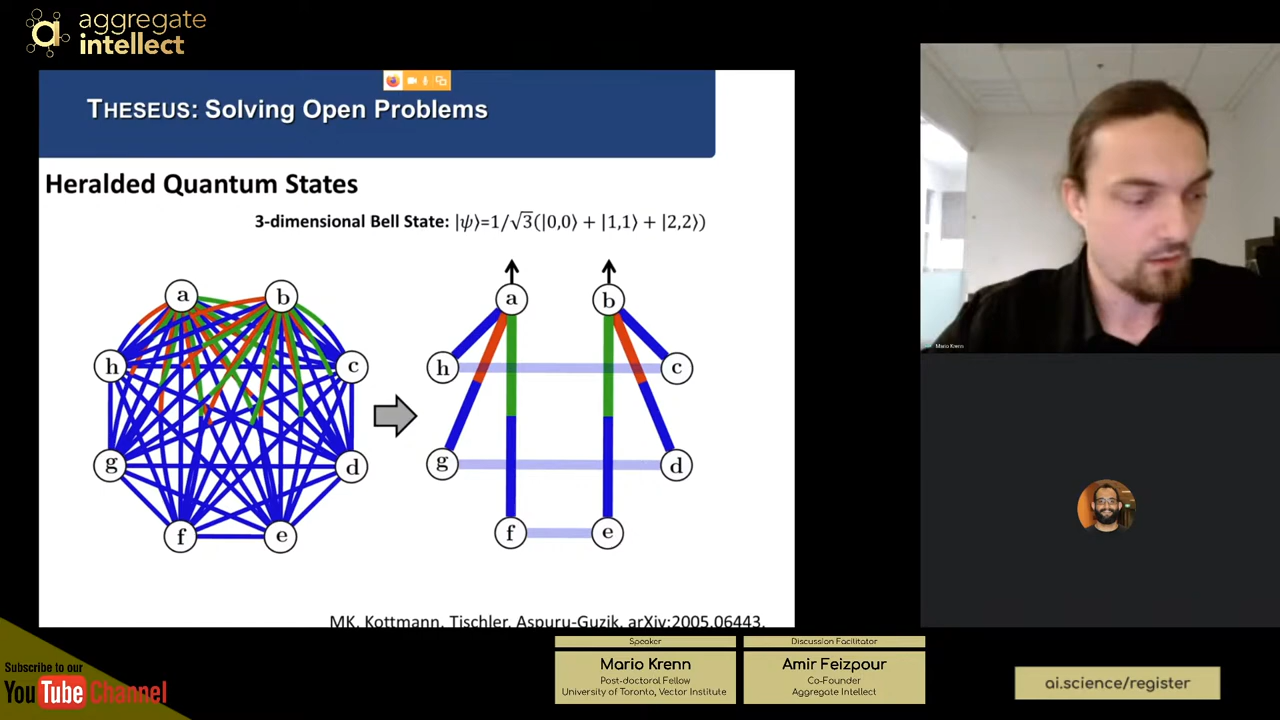 aggregate
intellect
THESEUS: Solving Open Problems
Heralded Quantum States
3-dimensional Bell State: |ψ⟩=1/√3(|0,0⟩ + |1,1⟩ + |2,2⟩)
a
b
h
c
g
d
f
e
a
b
h
c
g
d
f
e
MK, Kottmann, Tischler, Aspuru-Guzik, arXiv:2005.06443.
Mario Krenn
Speaker
Mario Krenn
Post-doctoral Fellow
University of Toronto, Vector Institute
Discussion Facilitator
Amir Feizpour
Co-Founder
Aggregate Intellect
Subscribe to our
YouTube Channel
ai.science/register